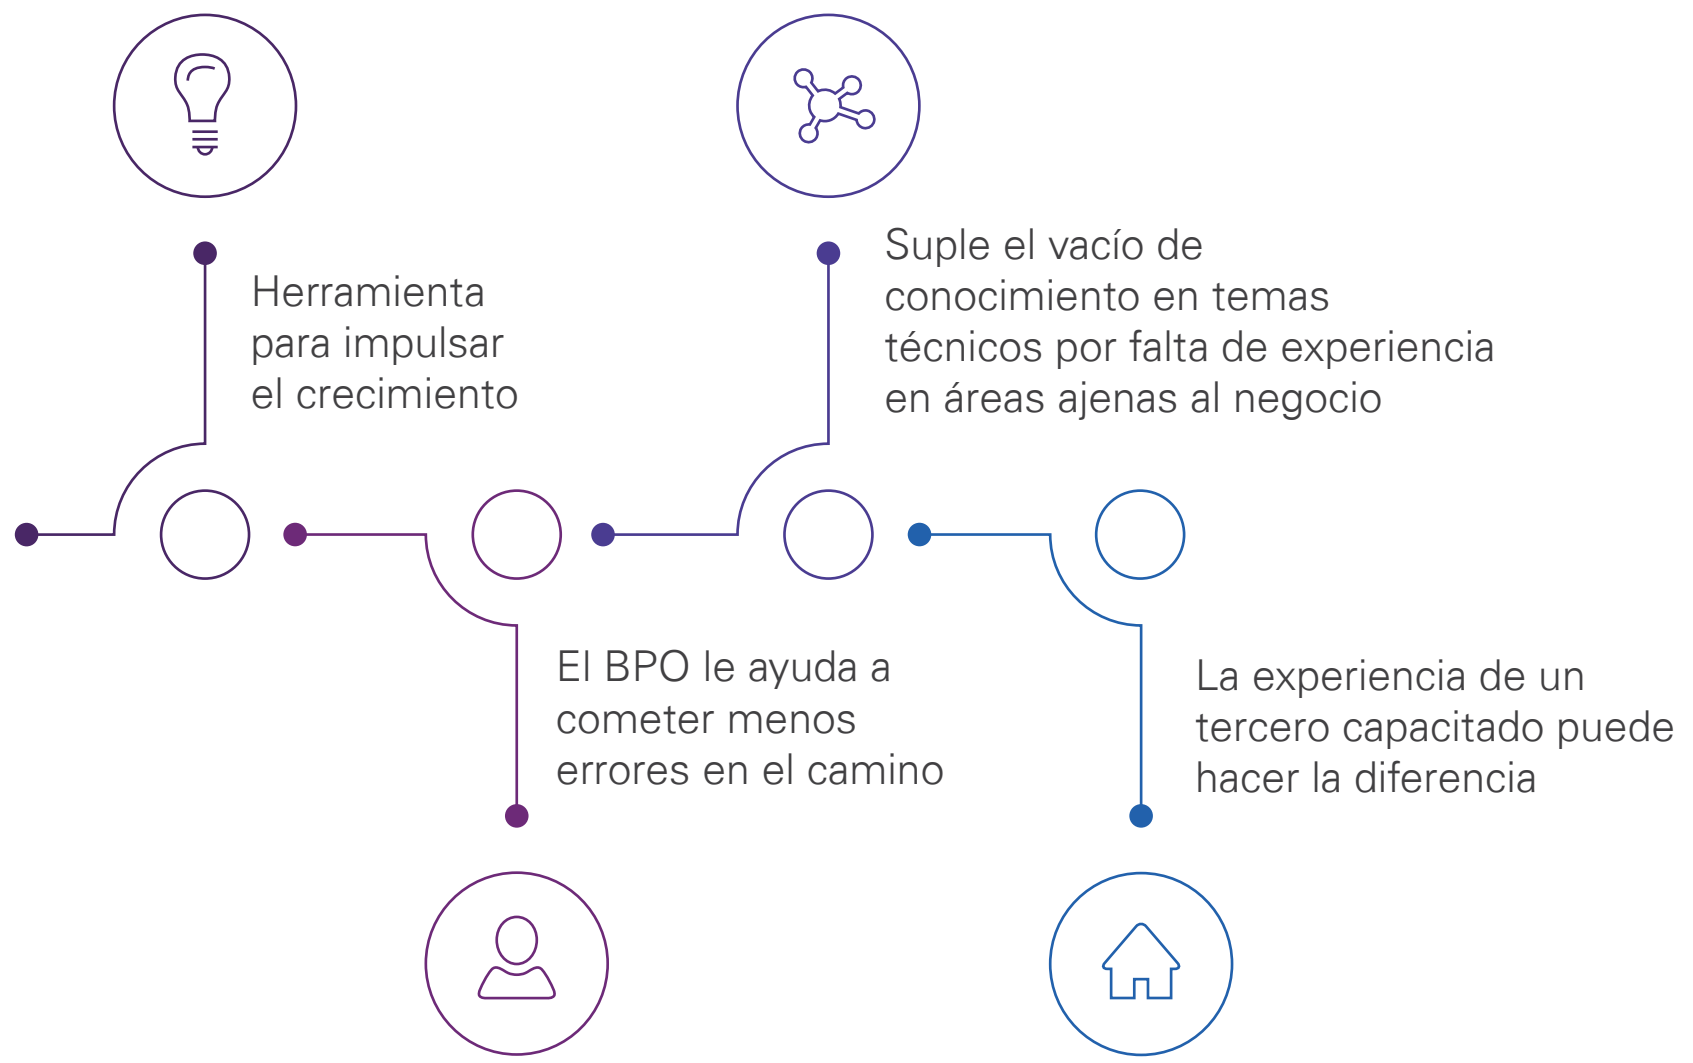 Herramienta
para impulsar
el crecimiento
El BPO le ayuda a
cometer menos
errores en el camino
Suple el vacío de
conocimiento en temas
técnicos por falta de experiencia
en áreas ajenas al negocio
La experiencia de un
tercero capacitado puede
hacer la diferencia